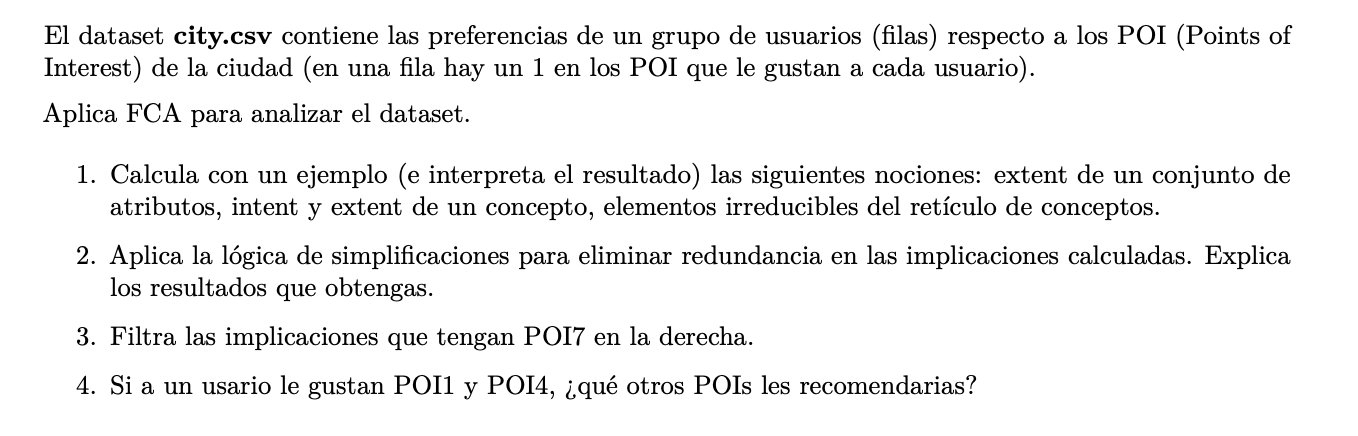 El dataset city.csv contiene las preferencias de un grupo de usuarios (filas) respecto a los POI (Points of
Interest) de la ciudad (en una fila hay un 1 en los POI que le gustan a cada usuario).
Aplica FCA para analizar el dataset.
1. Calcula con un ejemplo (e interpreta el resultado) las siguientes nociones: extent de un conjunto de
atributos, intent y extent de un concepto, elementos irreducibles del retículo de conceptos.
2. Aplica la lógica de simplificaciones para eliminar redundancia en las implicaciones calculadas. Explica
los resultados que obtengas.
3. Filtra las implicaciones que tengan POI7 en la derecha.
4. Si a un usario le gustan POI1 y POI4, ¿qué otros POIs les recomendarias?